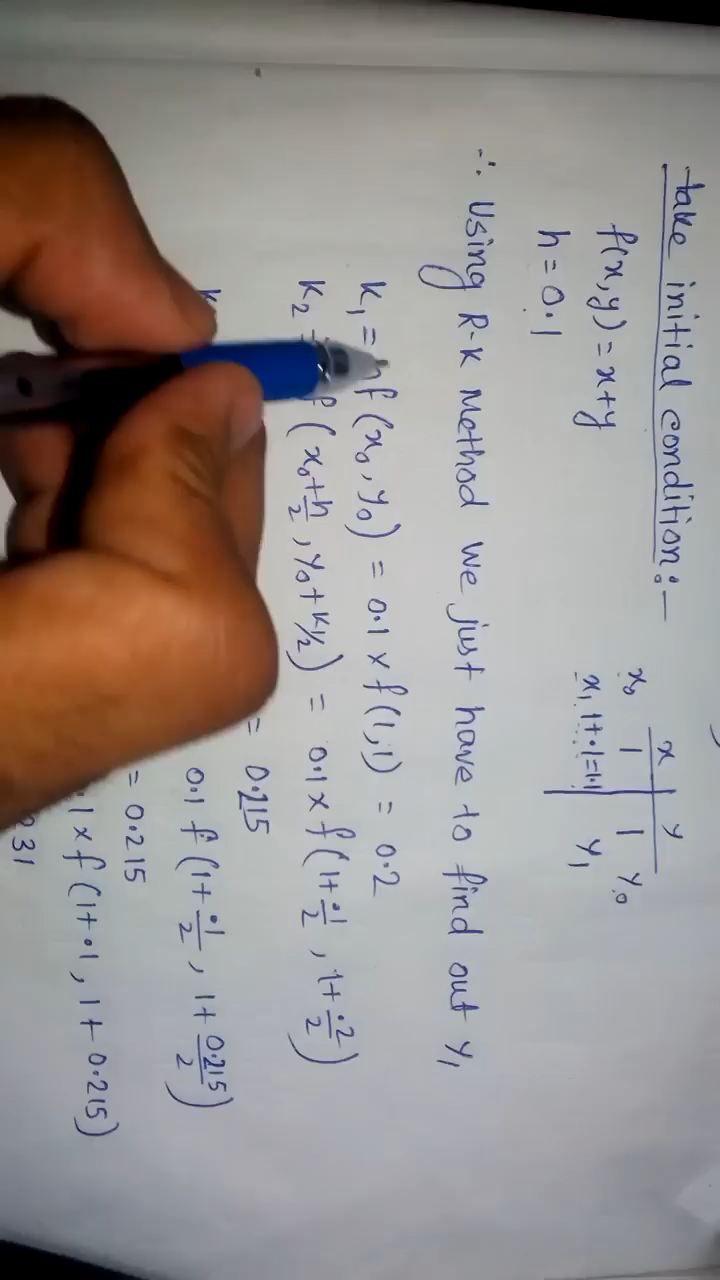 take initial condition:-
f(x,y) = x+y
h = 0.1
x | y
x₀ 1 | 1 y₀
x₁ 1+.1=1.1 | y₁
∴ Using R-K Method we just have to find out y₁
K₁ = hf (x₀, y₀) = 0.1 x f(1,1) = 0.2
K₂ = f (x₀+h/2, y₀+K₁/2) = 0.1 x f(1+.1/2, 1+.2/2)
= 0.215
0.1 f (1+.1/2, 1+0.215/2)
= 0.215
.1 x f (1+.1, 1+0.215)